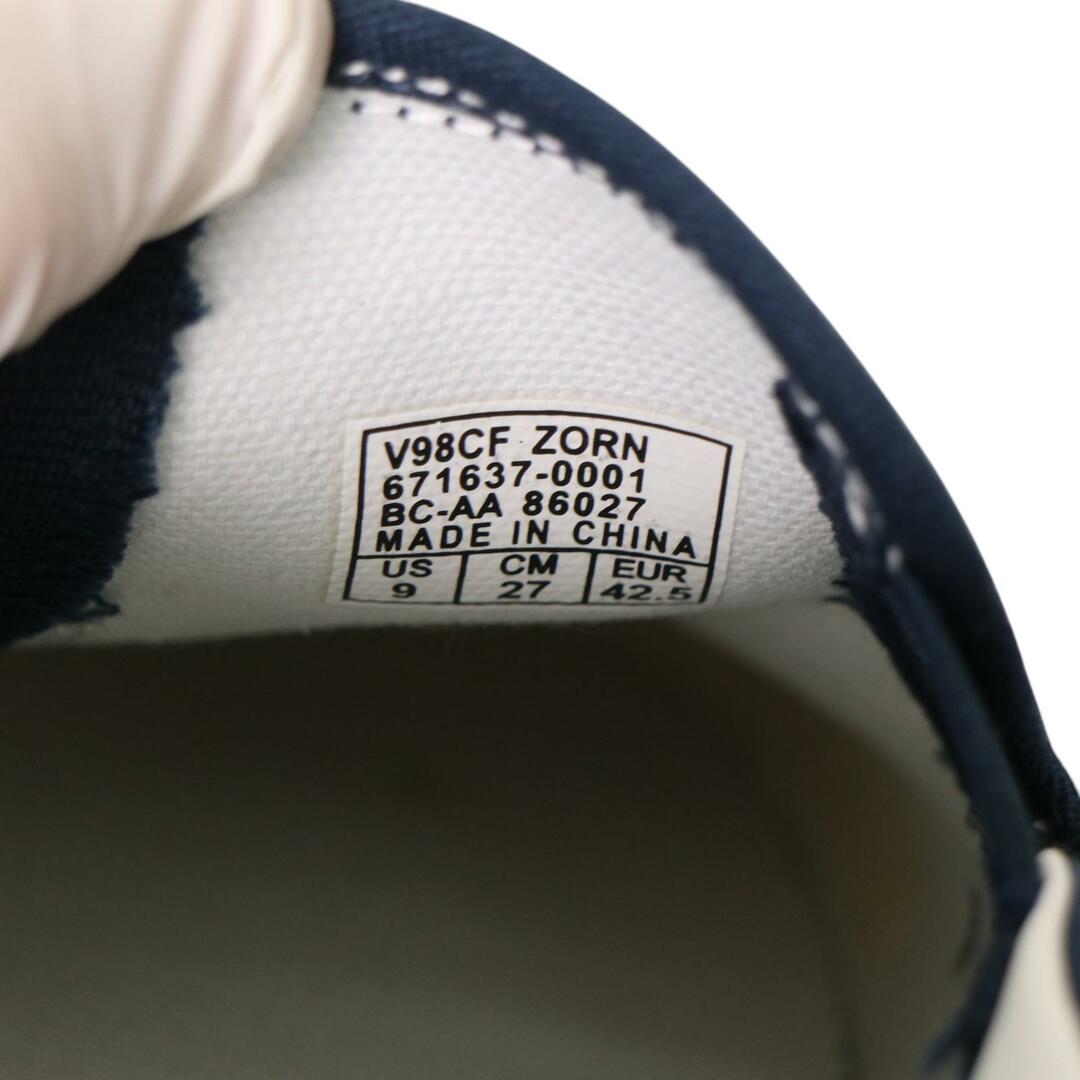 V98CF ZORN
671637-0001
BC-AA 86027
MADE IN CHINA
US CM EUR
9 27 42.5